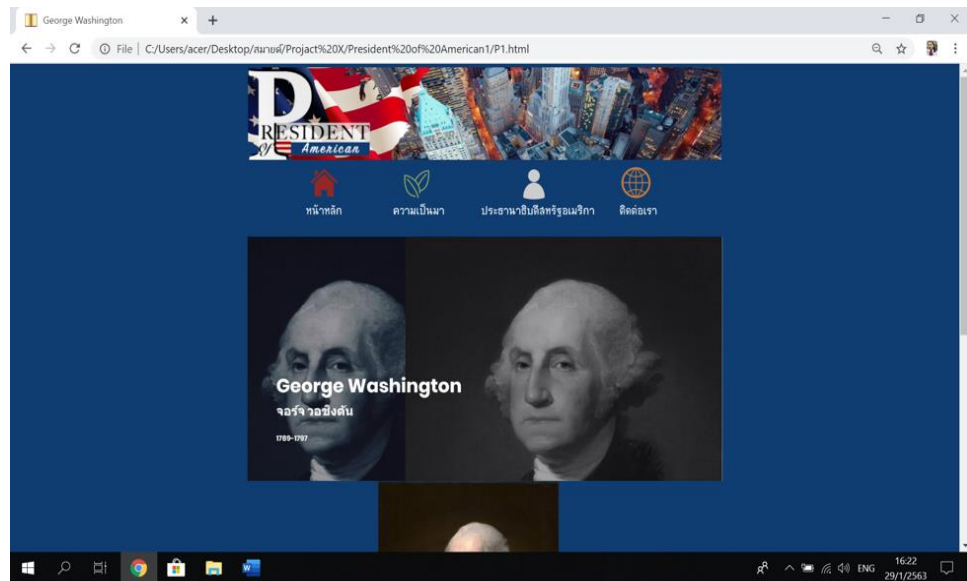 George Washington
File | C:/Users/acer/Desktop/สมายด์/Projact%20X/President%20of%20American1/P1.html
PRESIDENT
of American
หน้าหลัก ความเป็นมา ประธานาธิบดีสหรัฐอเมริกา ติดต่อเรา
George Washington
จอร์จ วอชิงตัน
1789-1797
ENG
16:22
29/1/2563